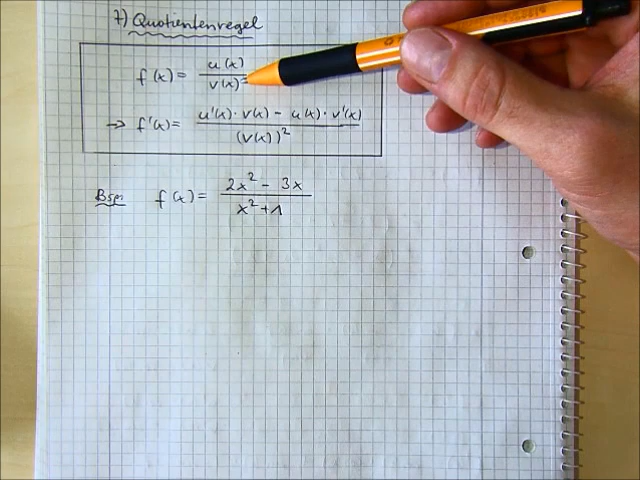 7) Quotientenregel
f(x) = u(x) / v(x)
→ f'(x) = u'(x) · v(x) - u(x) · v'(x) / (v(x))²
Bsp: f(x) = 2x² - 3x / x² + 1